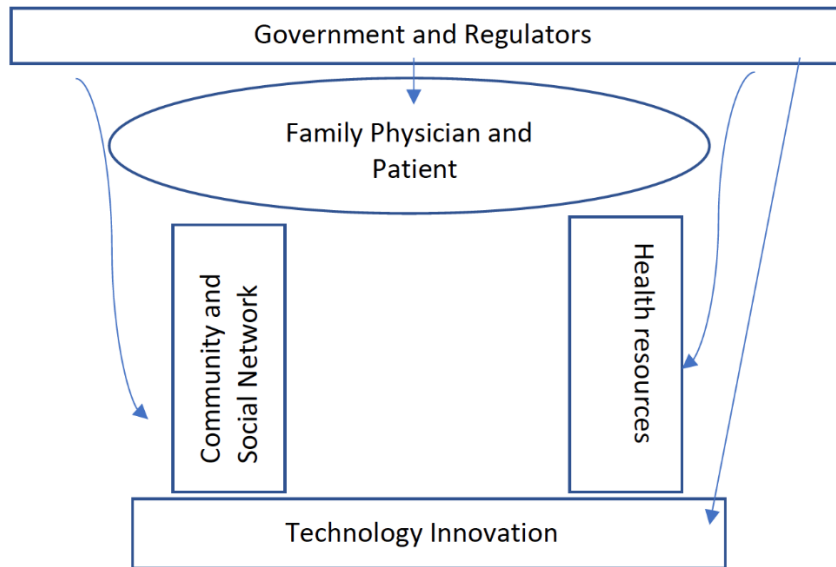 Government and Regulators
Family Physician and
Patient
Community and
Social Network
Health resources
Technology Innovation